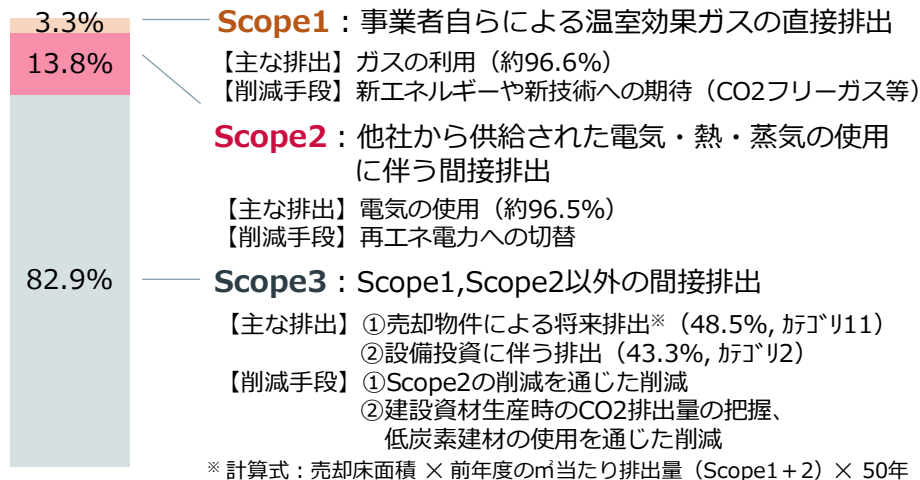 3.3%
Scope1：事業者自らによる温室効果ガスの直接排出
13.8%
【主な排出】ガスの利用（約96.6%）
【削減手段】新エネルギーや新技術への期待（CO2フリーガス等）
Scope2：他社から供給された電気・熱・蒸気の使用
に伴う間接排出
【主な排出】電気の使用（約96.5%）
【削減手段】再エネ電力への切替
82.9%
Scope3：Scope1,Scope2以外の間接排出
【主な排出】①売却物件による将来排出※（48.5%, ｶﾃｺﾞﾘ11）
②設備投資に伴う排出（43.3%, ｶﾃｺﾞﾘ2）
【削減手段】①Scope2の削減を通じた削減
②建設資材生産時のCO2排出量の把握、
低炭素建材の使用を通じた削減
※ 計算式：売却床面積 × 前年度の㎡当たり排出量（Scope1＋2）× 50年